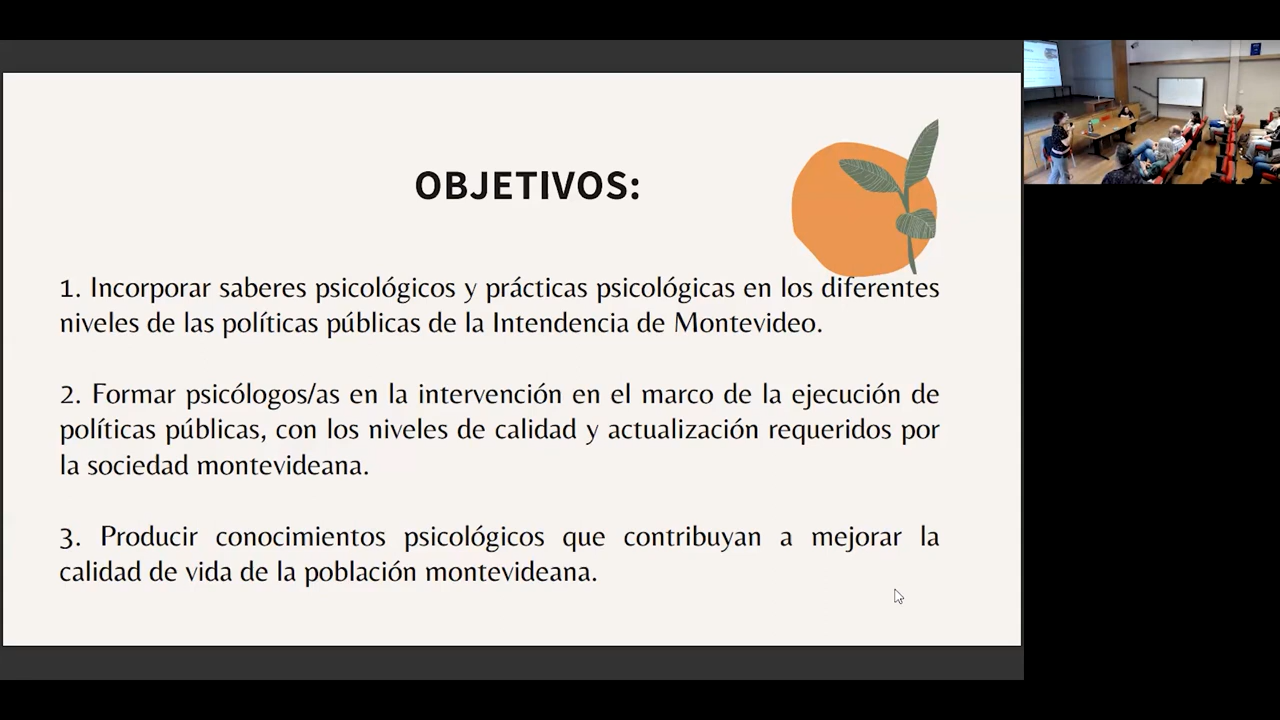 OBJETIVOS:
1. Incorporar saberes psicológicos y prácticas psicológicas en los diferentes
niveles de las políticas públicas de la Intendencia de Montevideo.
2. Formar psicólogos/as en la intervención en el marco de la ejecución de
políticas públicas, con los niveles de calidad y actualización requeridos por
la sociedad montevideana.
3. Producir conocimientos psicológicos que contribuyan a mejorar la
calidad de vida de la población montevideana.